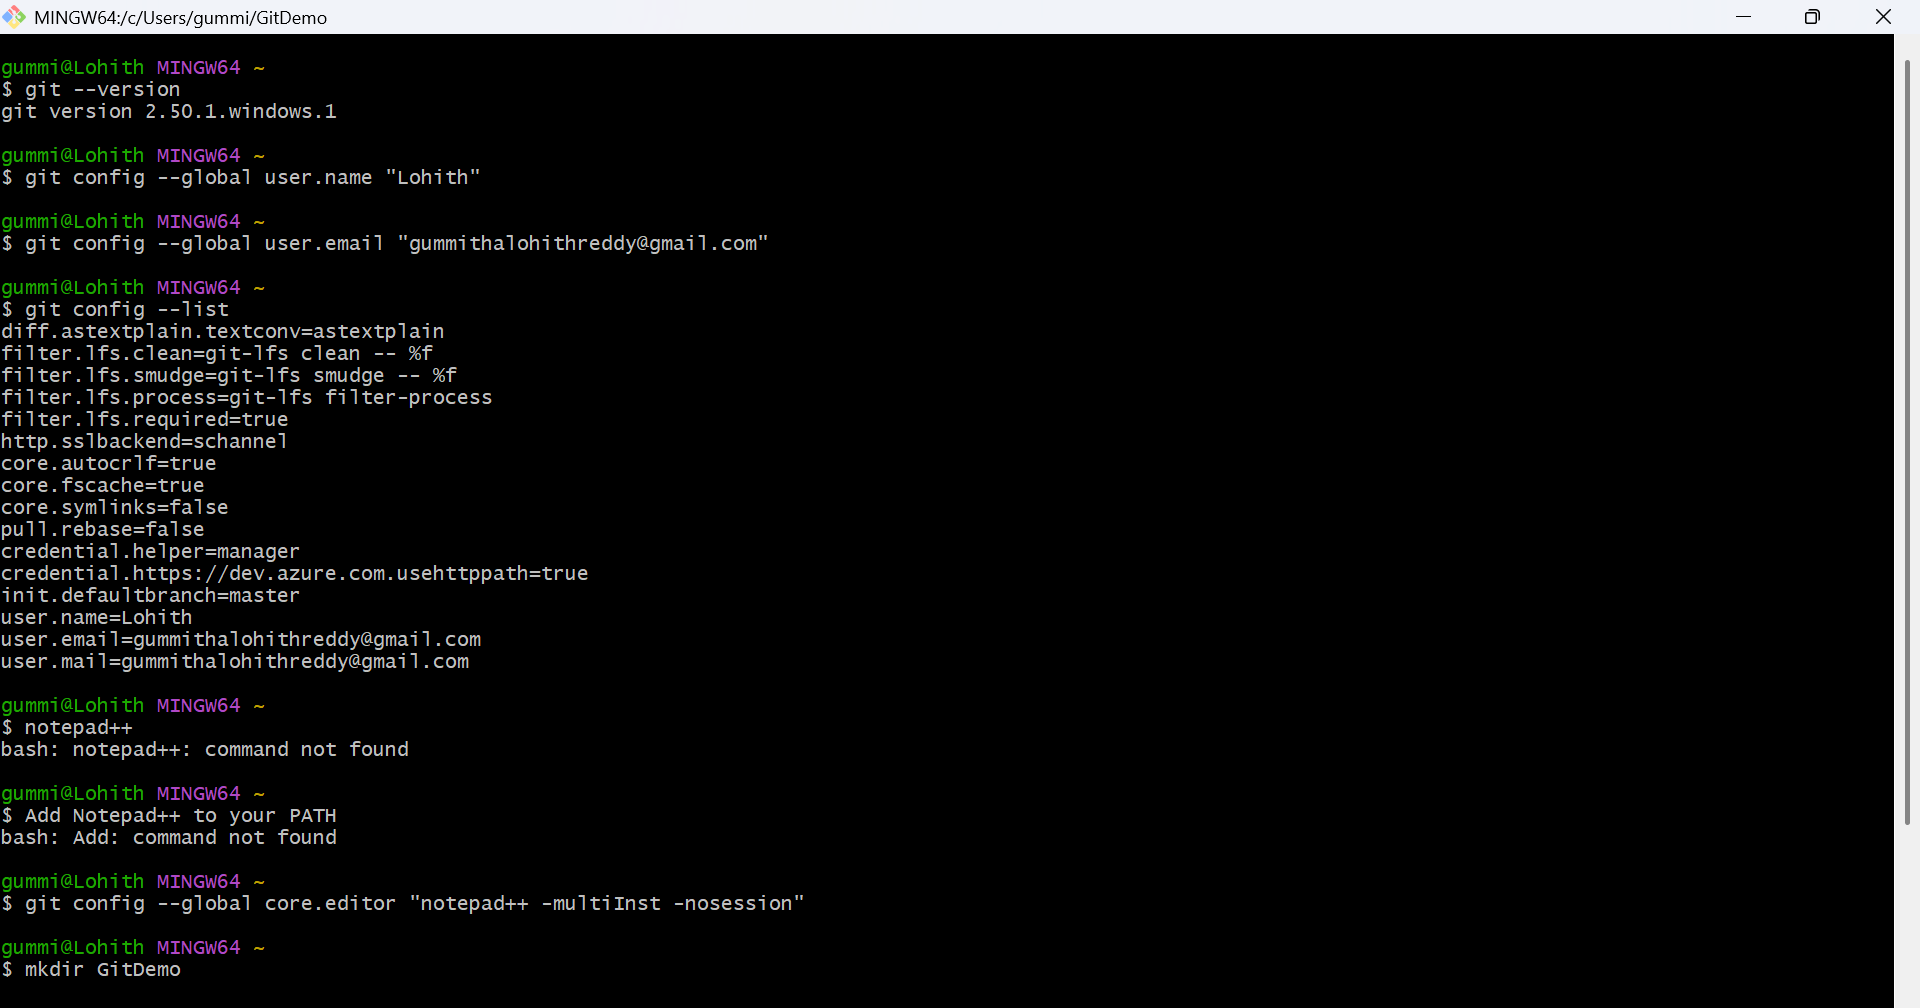 MINGW64:/c/Users/gummi/GitDemo
gummi@Lohith MINGW64 ~
$ git --version
git version 2.50.1.windows.1
gummi@Lohith MINGW64 ~
$ git config --global user.name "Lohith"
gummi@Lohith MINGW64 ~
$ git config --global user.email "gummithalohithreddy@gmail.com"
gummi@Lohith MINGW64 ~
$ git config --list
diff.astextplain.textconv=astextplain
filter.lfs.clean=git-lfs clean -- %f
filter.lfs.smudge=git-lfs smudge -- %f
filter.lfs.process=git-lfs filter-process
filter.lfs.required=true
http.sslbackend=schannel
core.autocrlf=true
core.fscache=true
core.symlinks=false
pull.rebase=false
credential.helper=manager
credential.https://dev.azure.com.usehttppath=true
init.defaultbranch=master
user.name=Lohith
user.email=gummithalohithreddy@gmail.com
user.mail=gummithalohithreddy@gmail.com
gummi@Lohith MINGW64 ~
$ notepad++
bash: notepad++: command not found
gummi@Lohith MINGW64 ~
$ Add Notepad++ to your PATH
bash: Add: command not found
gummi@Lohith MINGW64 ~
$ git config --global core.editor "notepad++ -multiInst -nosession"
gummi@Lohith MINGW64 ~
$ mkdir GitDemo